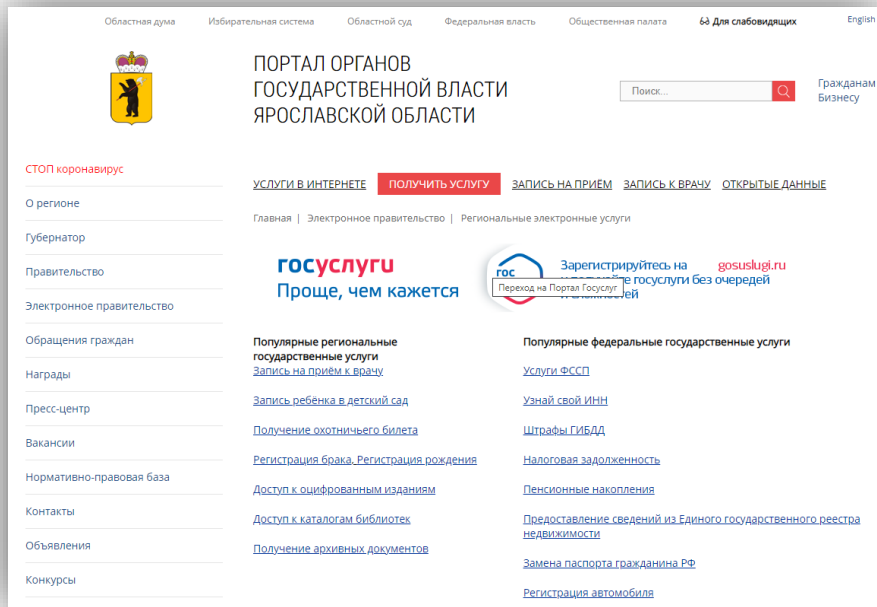 Областная дума Избирательная система Областной суд Федеральная власть Общественная палата Для слабовидящих English
ПОРТАЛ ОРГАНОВ
ГОСУДАРСТВЕННОЙ ВЛАСТИ
ЯРОСЛАВСКОЙ ОБЛАСТИ
Поиск...
Гражданам
Бизнесу
СТОП коронавирус
О регионе
Губернатор
Правительство
Электронное правительство
Обращения граждан
Награды
Пресс-центр
Вакансии
Нормативно-правовая база
Контакты
Объявления
Конкурсы
УСЛУГИ В ИНТЕРНЕТЕ ПОЛУЧИТЬ УСЛУГУ ЗАПИСЬ НА ПРИЁМ ЗАПИСЬ К ВРАЧУ ОТКРЫТЫЕ ДАННЫЕ
Главная | Электронное правительство | Региональные электронные услуги
госуслуги
Проще, чем кажется
гос
Зарегистрируйтесь на gosuslugi.ru
госуслуги без очередей
Переход на Портал Госуслуг
Популярные региональные
государственные услуги
Запись на приём к врачу
Запись ребёнка в детский сад
Получение охотничьего билета
Регистрация брака, Регистрация рождения
Доступ к оцифрованным изданиям
Доступ к каталогам библиотек
Получение архивных документов
Популярные федеральные государственные услуги
Услуги ФССП
Узнай свой ИНН
Штрафы ГИБДД
Налоговая задолженность
Пенсионные накопления
Предоставление сведений из Единого государственного реестра
недвижимости
Замена паспорта гражданина РФ
Регистрация автомобиля